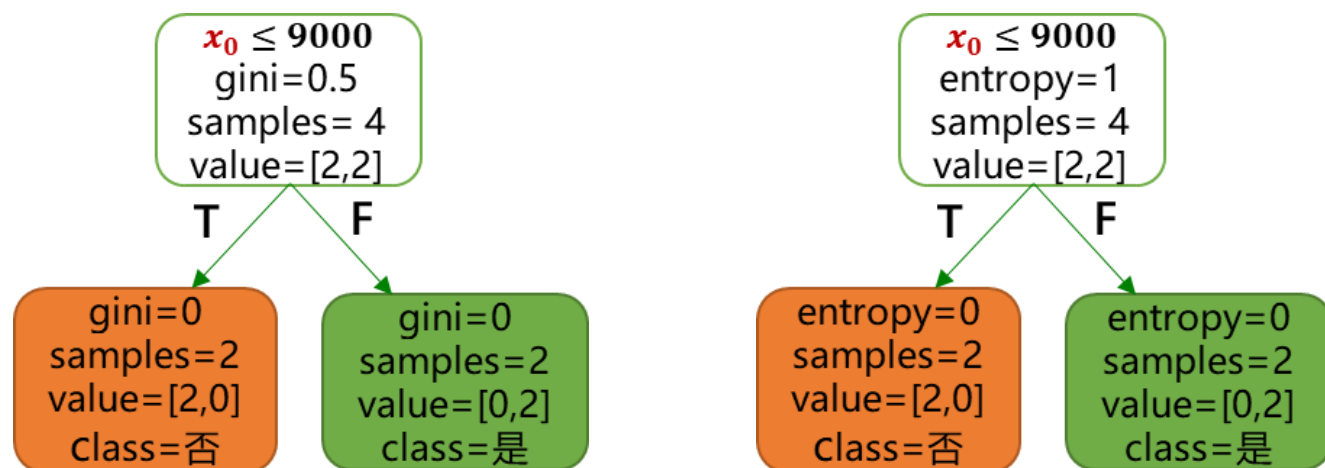 x₀ ≤ 9000
gini=0.5
samples= 4
value=[2,2]
T
F
gini=0
samples=2
value=[2,0]
class=否
gini=0
samples=2
value=[0,2]
class=是
x₀ ≤ 9000
entropy=1
samples= 4
value=[2,2]
T
F
entropy=0
samples=2
value=[2,0]
class=否
entropy=0
samples=2
value=[0,2]
class=是